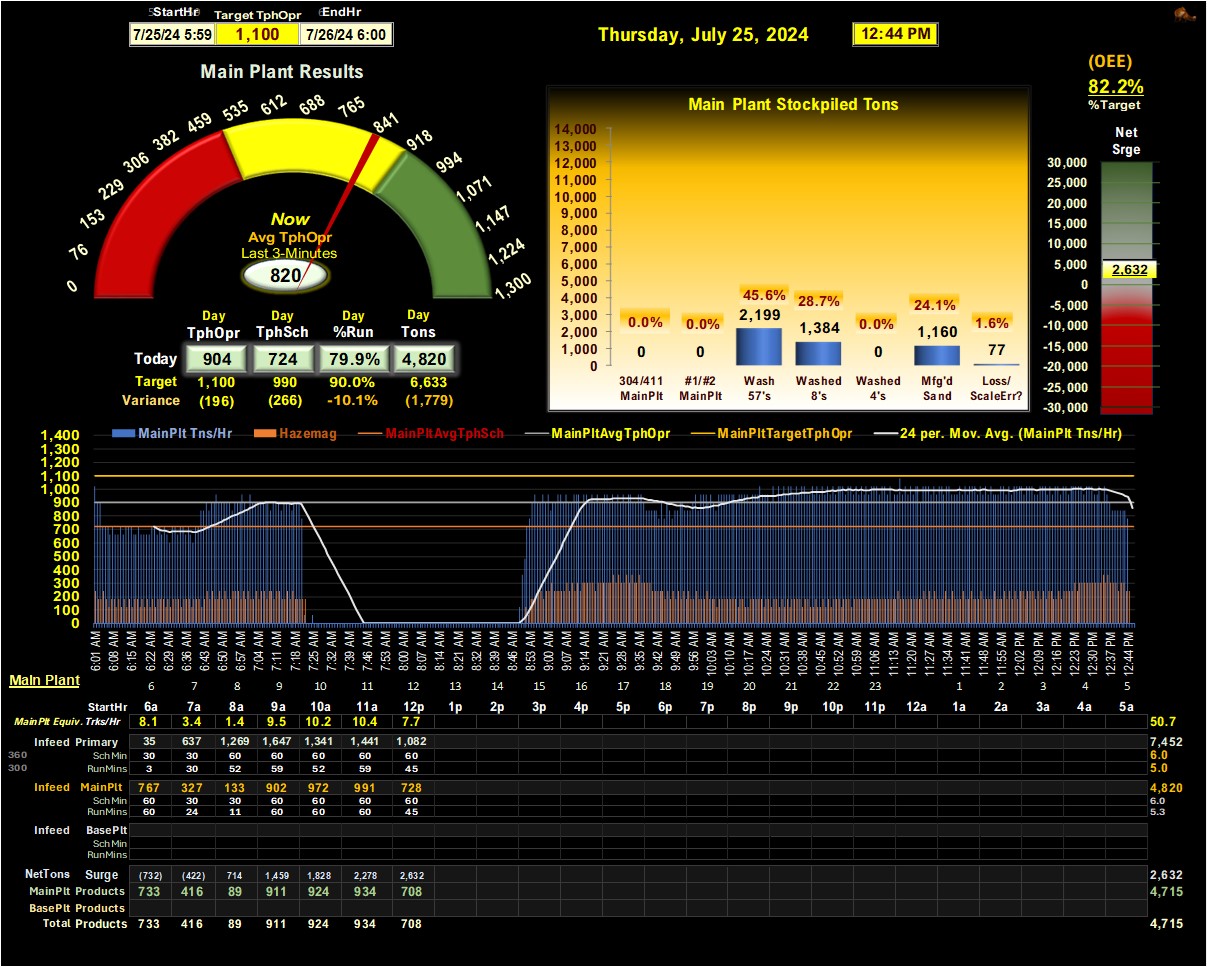 StartHr Target TphOpr EndHr
7/25/24 5:59 1,100 7/26/24 6:00
Thursday, July 25, 2024 12:44 PM
(OEE)
82.2%
%Target
Main Plant Results
0 76 153 229 306 382 459 535 612 688 765 841 918 994 1,071 1,147 1,224 1,300
Now
Avg TphOpr
Last 3-Minutes
820
Day Day Day Day
TphOpr TphSch %Run Tons
Today 904 724 79.9% 4,820
Target 1,100 990 90.0% 6,633
Variance (196) (266) -10.1% (1,779)
Main Plant Stockpiled Tons
14,000
13,000
12,000
11,000
10,000
9,000
8,000
7,000
6,000
5,000
4,000
3,000
2,000
1,000
0
0.0% 0.0% 45.6% 28.7% 0.0% 24.1% 1.6%
0 0 2,199 1,384 0 1,160 77
304/411 #1/#2 Wash Washed Washed Mfg'd Loss/
MainPlt MainPlt 57's 8's 4's Sand ScaleErr?
Net
Srge
30,000
25,000
20,000
15,000
10,000
5,000
2,632
0
-5,000
-10,000
-15,000
-20,000
-25,000
-30,000
MainPlt Tns/Hr Hazemag MainPltAvgTphSch MainPltAvgTphOpr MainPltTargetTphOpr 24 per. Mov. Avg. (MainPlt Tns/Hr)
1,400
1,300
1,200
1,100
1,000
900
800
700
600
500
400
300
200
100
0
6:01 AM 6:08 AM 6:15 AM 6:22 AM 6:29 AM 6:36 AM 6:43 AM 6:50 AM 6:57 AM 7:04 AM 7:11 AM 7:18 AM 7:25 AM 7:32 AM 7:39 AM 7:46 AM 7:53 AM 8:00 AM 8:07 AM 8:14 AM 8:21 AM 8:32 AM 8:39 AM 8:46 AM 8:53 AM 9:00 AM 9:07 AM 9:14 AM 9:21 AM 9:28 AM 9:35 AM 9:42 AM 9:49 AM 9:56 AM 10:03 AM 10:10 AM 10:17 AM 10:24 AM 10:31 AM 10:38 AM 10:45 AM 10:52 AM 10:59 AM 11:06 AM 11:13 AM 11:20 AM 11:27 AM 11:34 AM 11:41 AM 11:48 AM 11:55 AM 12:02 PM 12:09 PM 12:16 PM 12:23 PM 12:30 PM 12:37 PM 12:44 PM
Main Plant 6 7 8 9 10 11 12 13 14 15 16 17 18 19 20 21 22 23 1 2 3 4 5
StartHr 6a 7a 8a 9a 10a 11a 12p 1p 2p 3p 4p 5p 6p 7p 8p 9p 10p 11p 12a 1a 2a 3a 4a 5a
MainPlt Equiv. Trks/Hr 8.1 3.4 1.4 9.5 10.2 10.4 7.7 50.7
Infeed Primary 35 637 1,269 1,647 1,341 1,441 1,082 7,452
360 Sch Min 30 30 60 60 60 60 60 6.0
300 RunMins 3 30 52 59 52 59 45 5.0
Infeed MainPlt 767 327 133 902 972 991 728 4,820
Sch Min 60 30 30 60 60 60 60 6.0
RunMins 60 24 11 60 60 60 45 5.3
Infeed BasePlt
Sch Min
RunMins
NetTons Surge (732) (422) 714 1,459 1,828 2,278 2,632 2,632
MainPlt Products 733 416 89 911 924 934 708 4,715
BasePlt Products
Total Products 733 416 89 911 924 934 708 4,715